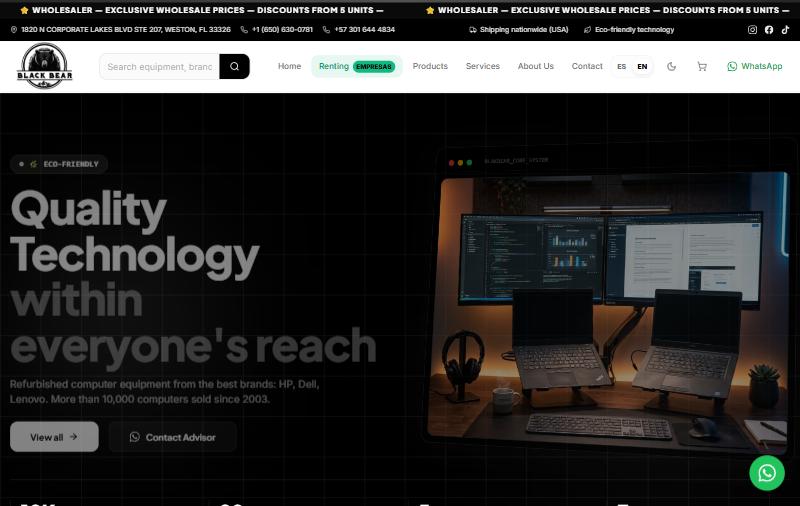 WHOLESALER — EXCLUSIVE WHOLESALE PRICES — DISCOUNTS FROM 5 UNITS —
WHOLESALER — EXCLUSIVE WHOLESALE PRICES — DISCOUNTS FROM 5 UNITS —
1820 N CORPORATE LAKES BLVD STE 207, WESTON, FL 33326
+1 (650) 630-0781
+57 301 644 4834
Shipping nationwide (USA)
Eco-friendly technology
BLACK BEAR
Search equipment, branc
Home
Renting EMPRESAS
Products
Services
About Us
Contact
ES EN
WhatsApp
ECO-FRIENDLY
Quality
Technology
within
everyone's reach
Refurbished computer equipment from the best brands: HP, Dell,
Lenovo. More than 10,000 computers sold since 2003.
View all →
Contact Advisor